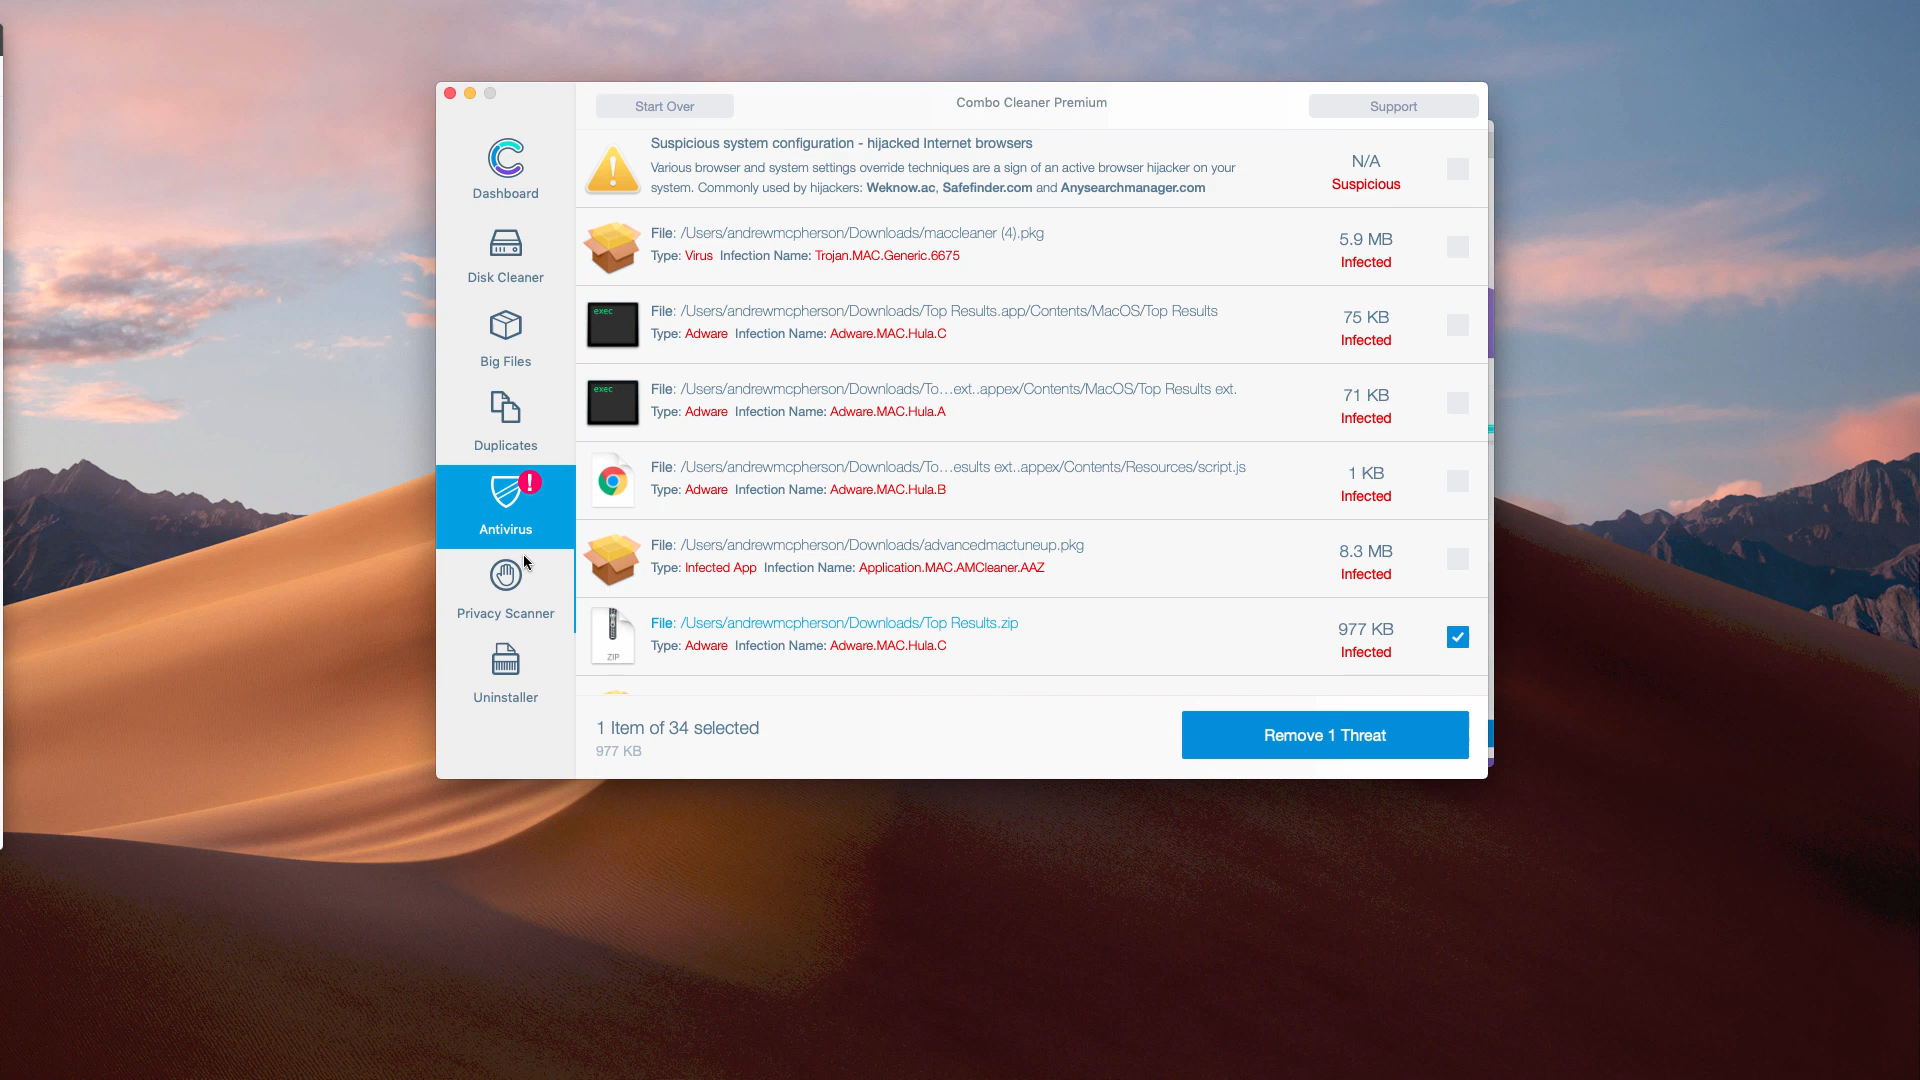 Start Over
Combo Cleaner Premium
Support
Dashboard
Disk Cleaner
Big Files
Duplicates
!
Antivirus
Privacy Scanner
Uninstaller
Suspicious system configuration - hijacked Internet browsers
Various browser and system settings override techniques are a sign of an active browser hijacker on your
system. Commonly used by hijackers: Weknow.ac, Safefinder.com and Anysearchmanager.com
N/A
Suspicious
File: /Users/andrewmcpherson/Downloads/maccleaner (4).pkg
Type: Virus Infection Name: Trojan.MAC.Generic.6675
5.9 MB
Infected
exec
File: /Users/andrewmcpherson/Downloads/Top Results.app/Contents/MacOS/Top Results
Type: Adware Infection Name: Adware.MAC.Hula.C
75 KB
Infected
exec
File: /Users/andrewmcpherson/Downloads/To...ext..appex/Contents/MacOS/Top Results ext.
Type: Adware Infection Name: Adware.MAC.Hula.A
71 KB
Infected
File: /Users/andrewmcpherson/Downloads/To...esults ext..appex/Contents/Resources/script.js
Type: Adware Infection Name: Adware.MAC.Hula.B
1 KB
Infected
File: /Users/andrewmcpherson/Downloads/advancedmactuneup.pkg
Type: Infected App Infection Name: Application.MAC.AMCleaner.AAZ
8.3 MB
Infected
ZIP
File: /Users/andrewmcpherson/Downloads/Top Results.zip
Type: Adware Infection Name: Adware.MAC.Hula.C
977 KB
Infected
1 Item of 34 selected
977 KB
Remove 1 Threat